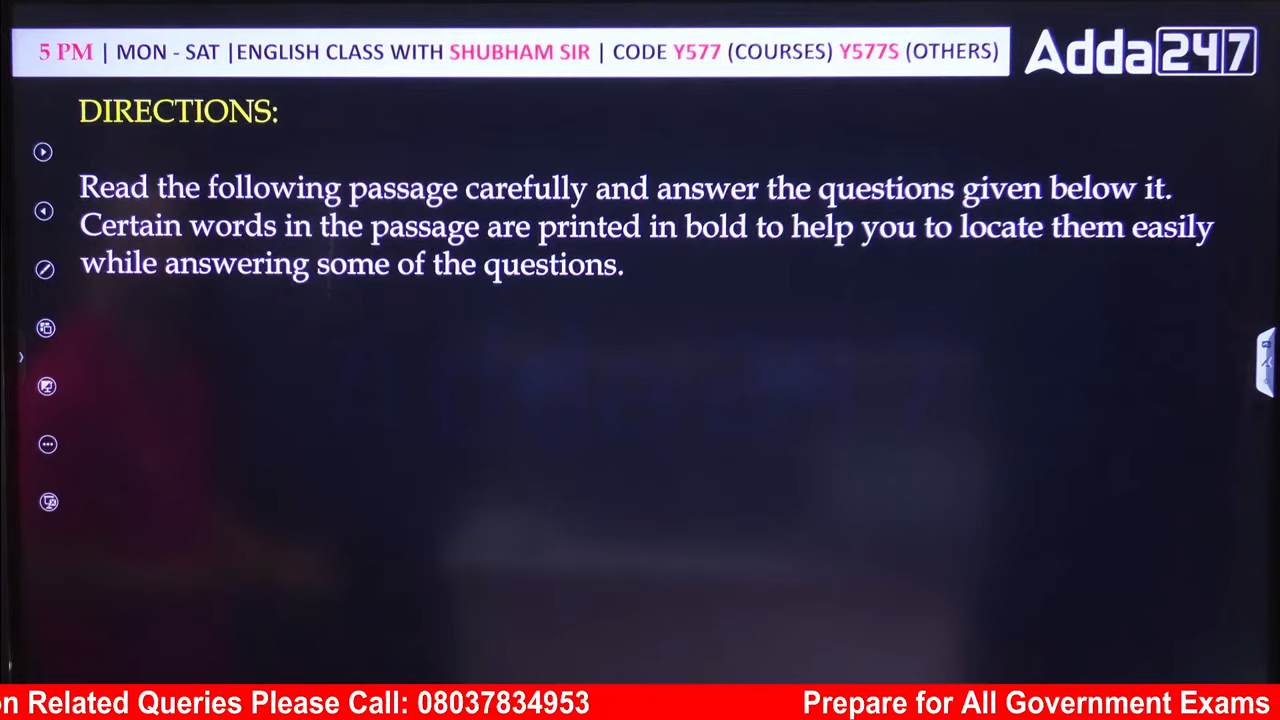 5 PM | MON - SAT |ENGLISH CLASS WITH SHUBHAM SIR | CODE Y577 (COURSES) Y577S (OTHERS)
Adda247
DIRECTIONS:
Read the following passage carefully and answer the questions given below it.
Certain words in the passage are printed in bold to help you to locate them easily
while answering some of the questions.
n Related Queries Please Call: 08037834953 Prepare for All Government Exams